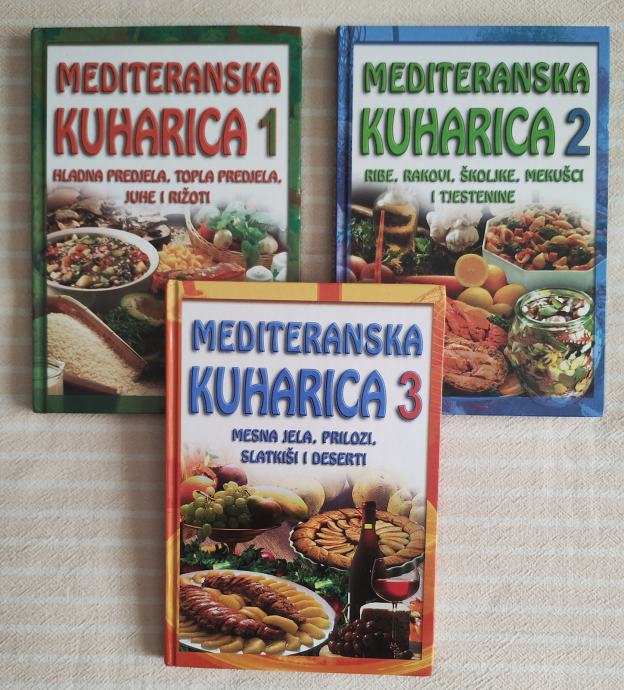 MEDITERANSKA
KUHARICA 1
HLADNA PREDJELA, TOPLA PREDJELA,
JUHE I RIŽOTI
MEDITERANSKA
KUHARICA 2
RIBE, RAKOVI, ŠKOLJKE, MEKUŠCI
I TJESTENINE
MEDITERANSKA
KUHARICA 3
MESNA JELA, PRILOZI,
SLATKIŠI I DESERTI